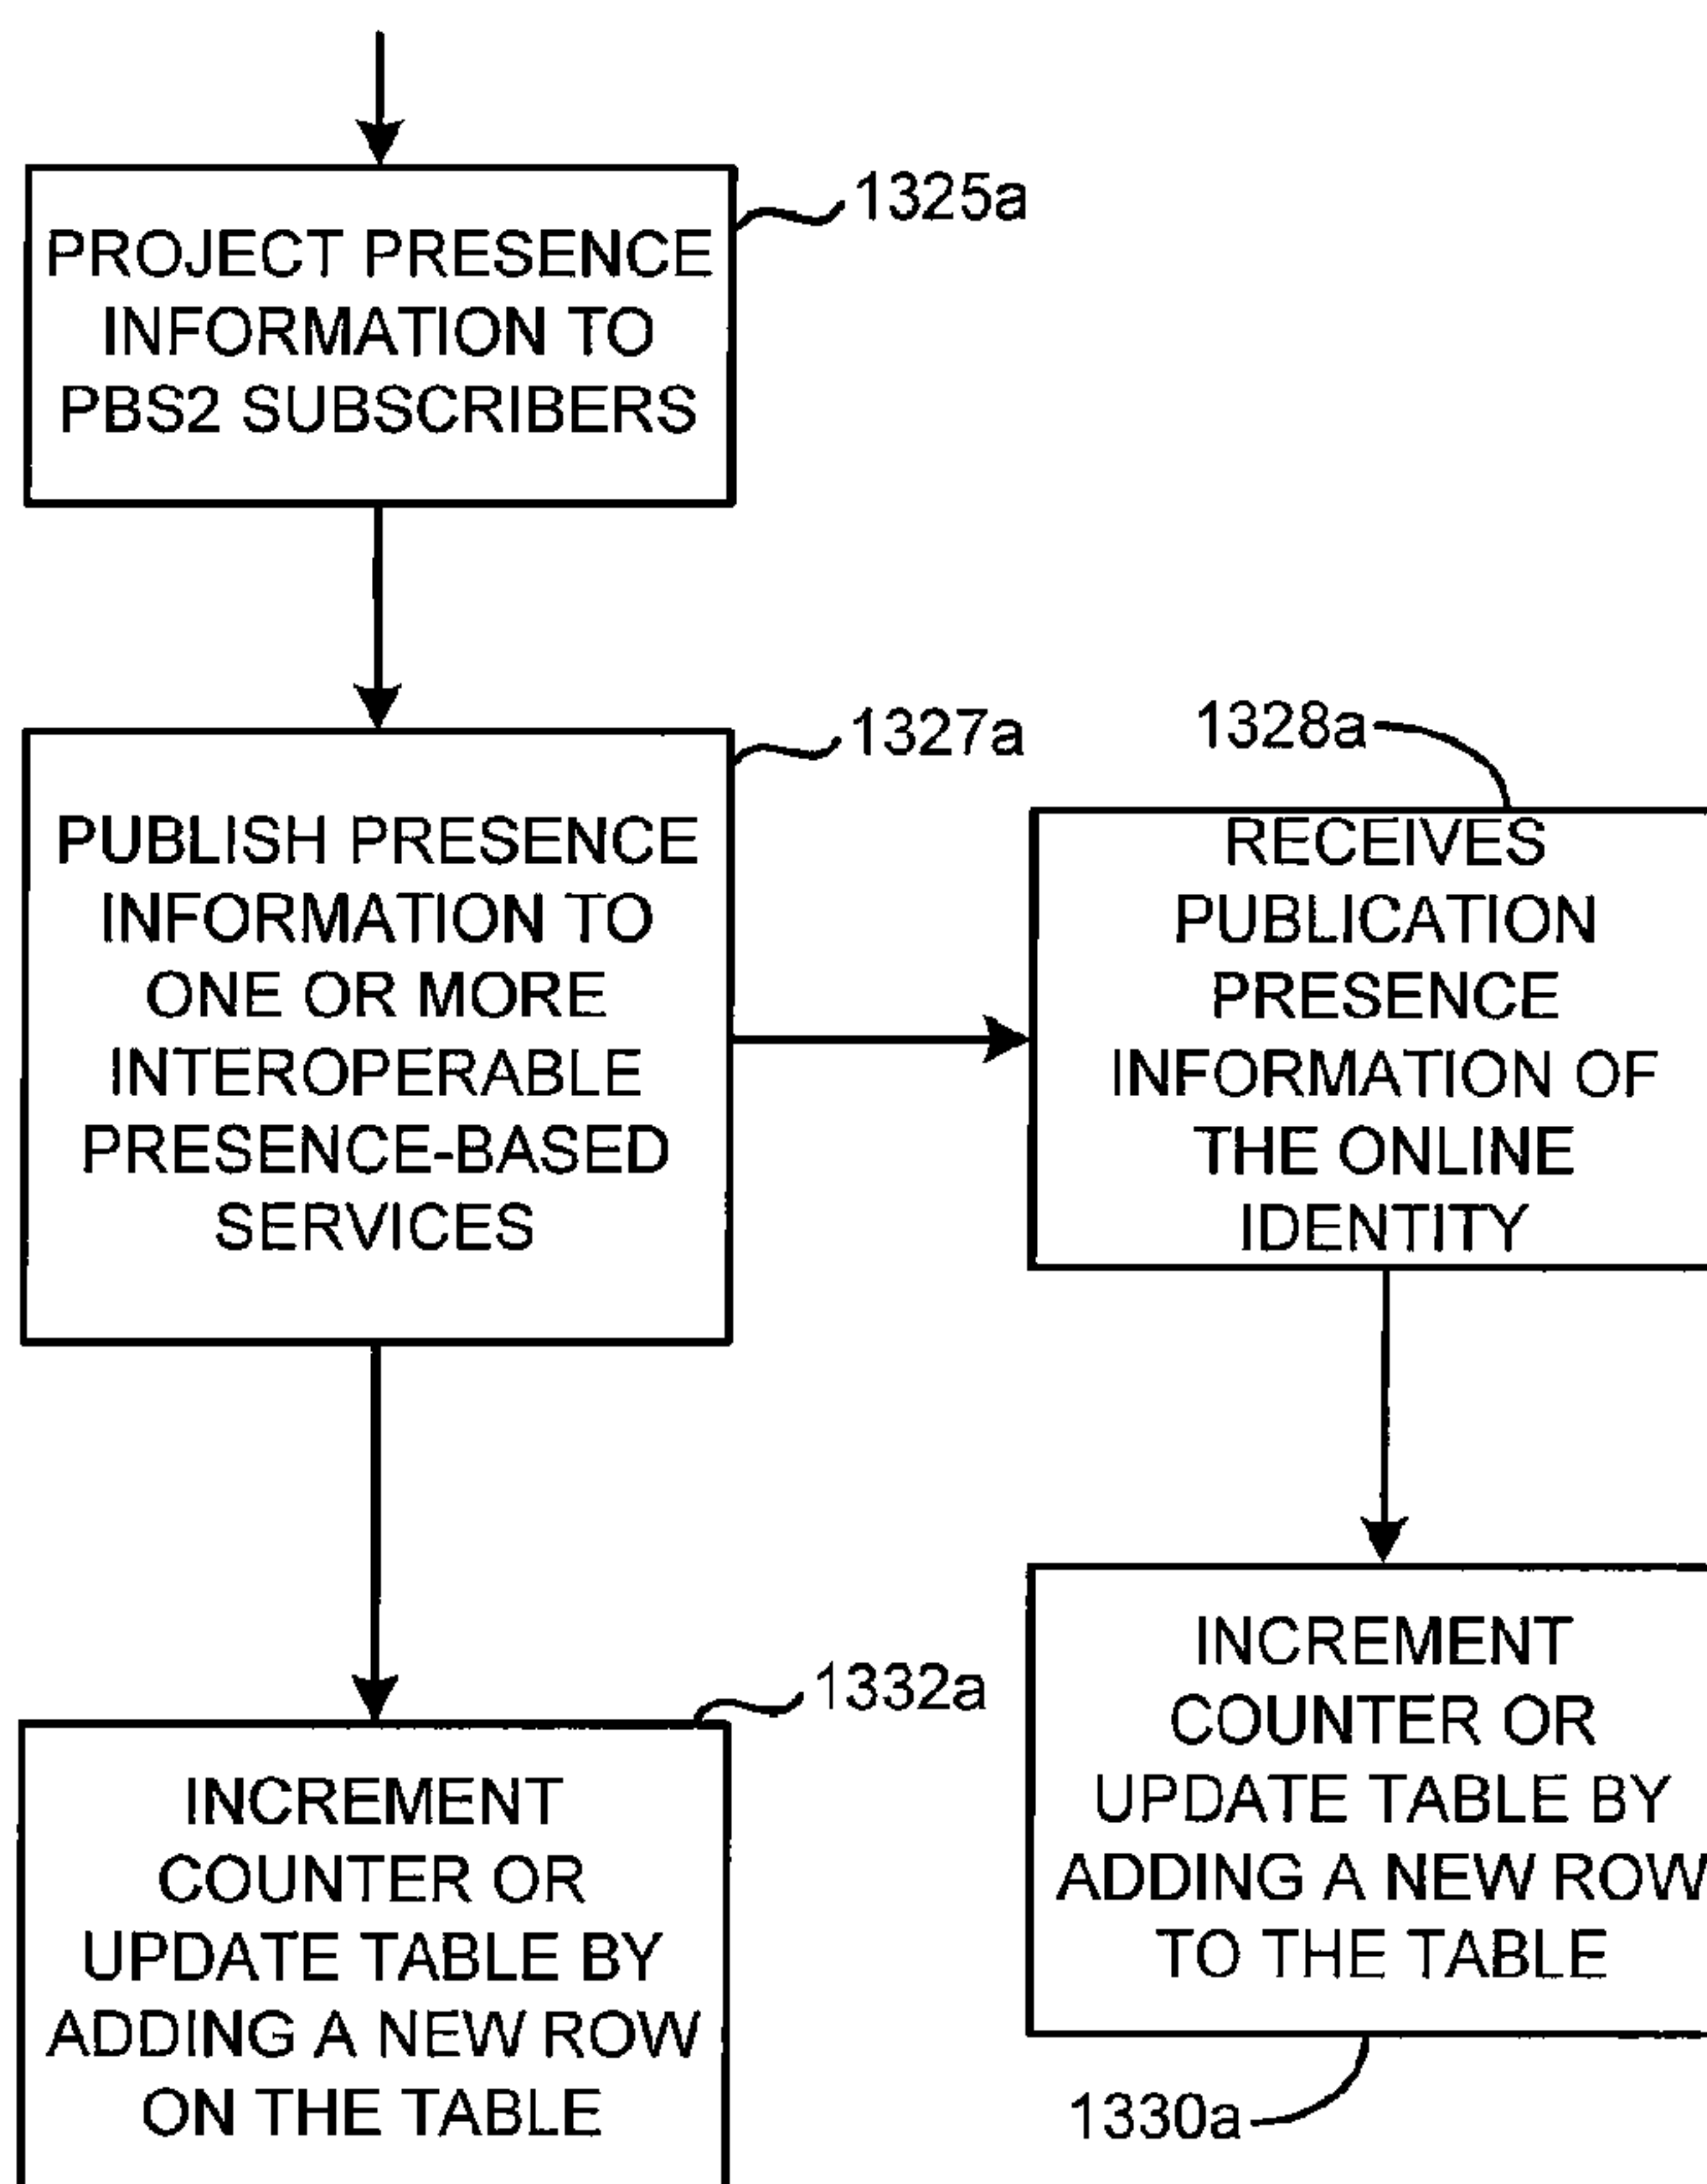 1325a
PROJECT PRESENCE
INFORMATION TO
PBS2 SUBSCRIBERS
1327a
PUBLISH PRESENCE
INFORMATION TO
ONE OR MORE
INTEROPERABLE
PRESENCE-BASED
SERVICES
1328a
RECEIVES
PUBLICATION
PRESENCE
INFORMATION OF
THE ONLINE
IDENTITY
1332a
INCREMENT
COUNTER OR
UPDATE TABLE BY
ADDING A NEW ROW
ON THE TABLE
INCREMENT
COUNTER OR
UPDATE TABLE BY
ADDING A NEW ROW
TO THE TABLE
1330a